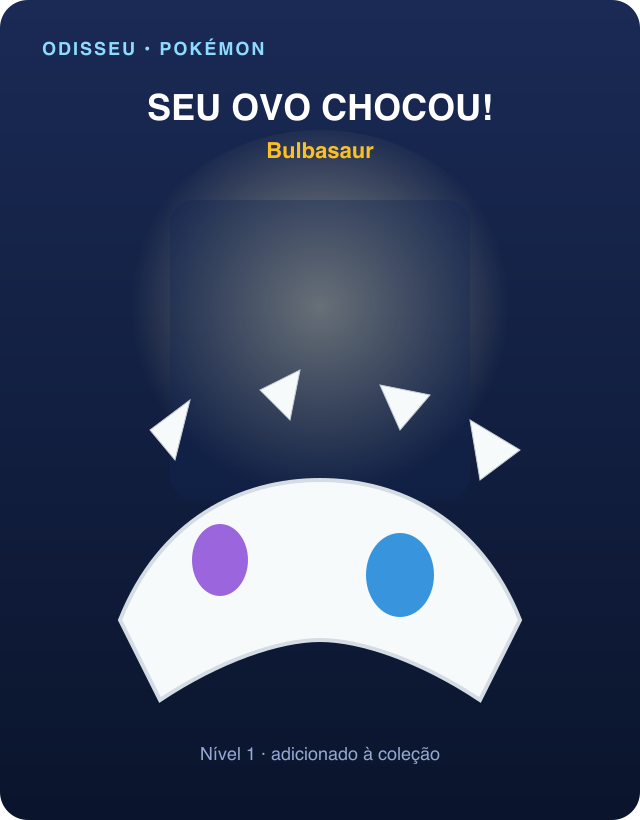 ODISSEU · POKÉMON
SEU OVO CHOCOU!
Bulbasaur
Nível 1 · adicionado à coleção